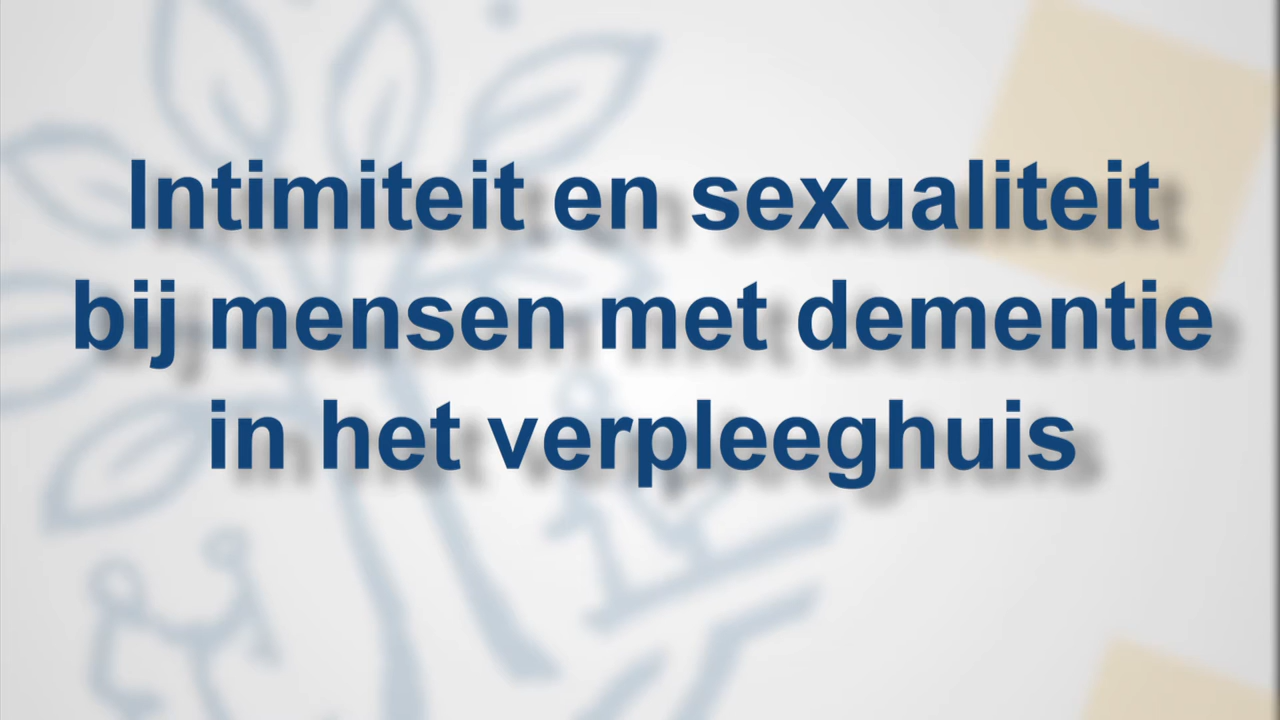 Intimiteit en sexualiteit
bij mensen met dementie
in het verpleeghuis